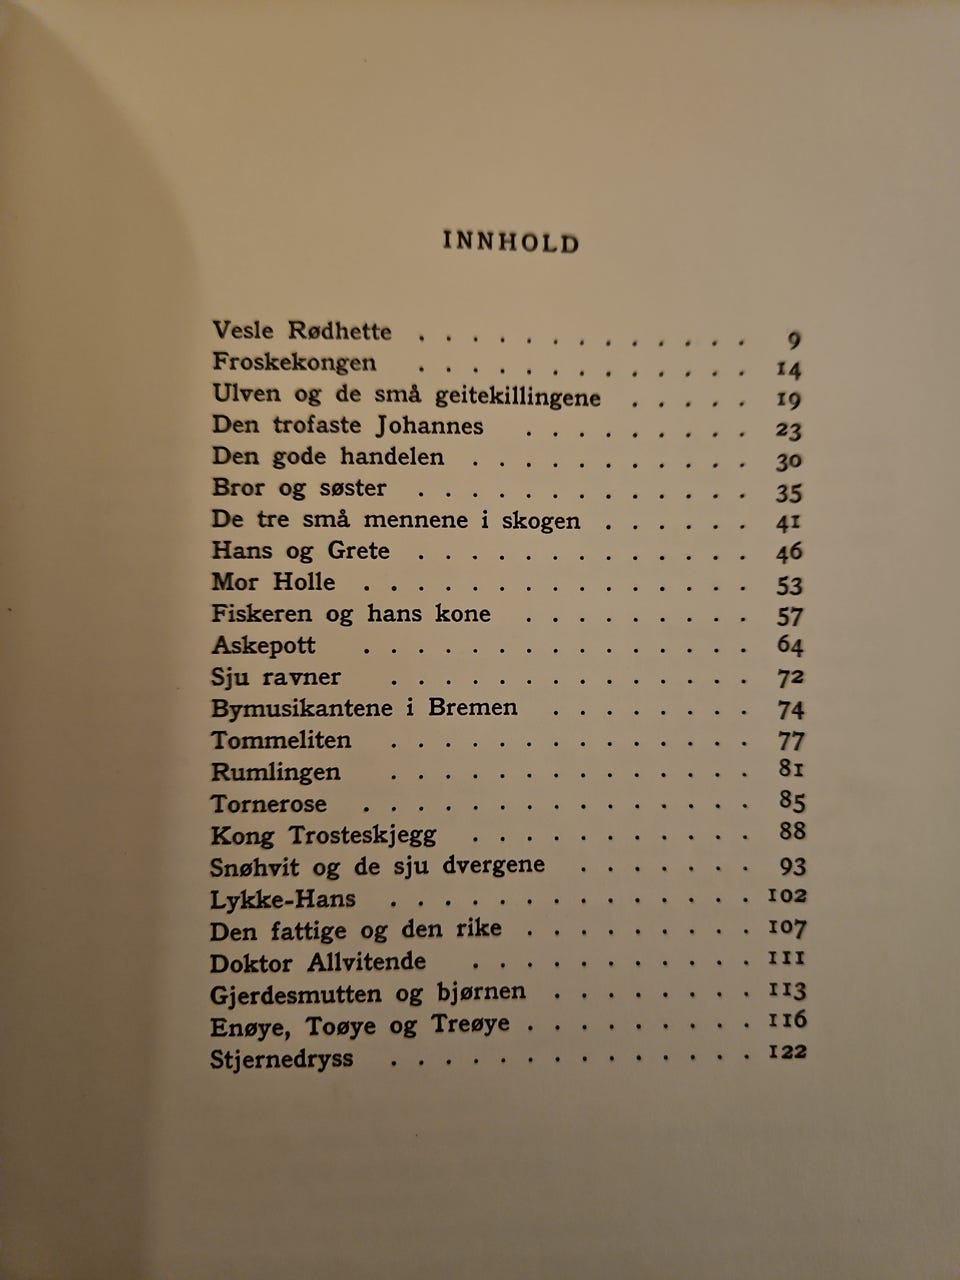 INNHOLD
Vesle Rødhette . . . . . . . . . . . . . 9
Froskekongen . . . . . . . . . . . . . 14
Ulven og de små geitekillingene . . . . . 19
Den trofaste Johannes . . . . . . . . . 23
Den gode handelen . . . . . . . . . . . 30
Bror og søster . . . . . . . . . . . . . 35
De tre små mennene i skogen . . . . . . 41
Hans og Grete . . . . . . . . . . . . . 46
Mor Holle . . . . . . . . . . . . . . . 53
Fiskeren og hans kone . . . . . . . . . 57
Askepott . . . . . . . . . . . . . . . 64
Sju ravner . . . . . . . . . . . . . . 72
Bymusikantene i Bremen . . . . . . . . 74
Tommeliten . . . . . . . . . . . . . . 77
Rumlingen . . . . . . . . . . . . . . 81
Tornerose . . . . . . . . . . . . . . . 85
Kong Trosteskjegg . . . . . . . . . . . 88
Snøhvit og de sju dvergene . . . . . . . 93
Lykke-Hans . . . . . . . . . . . . . . 102
Den fattige og den rike . . . . . . . . . 107
Doktor Allvitende . . . . . . . . . . . 111
Gjerdesmutten og bjørnen . . . . . . . . 113
Enøye, Toøye og Treøye . . . . . . . . . 116
Stjernedryss . . . . . . . . . . . . . . 122